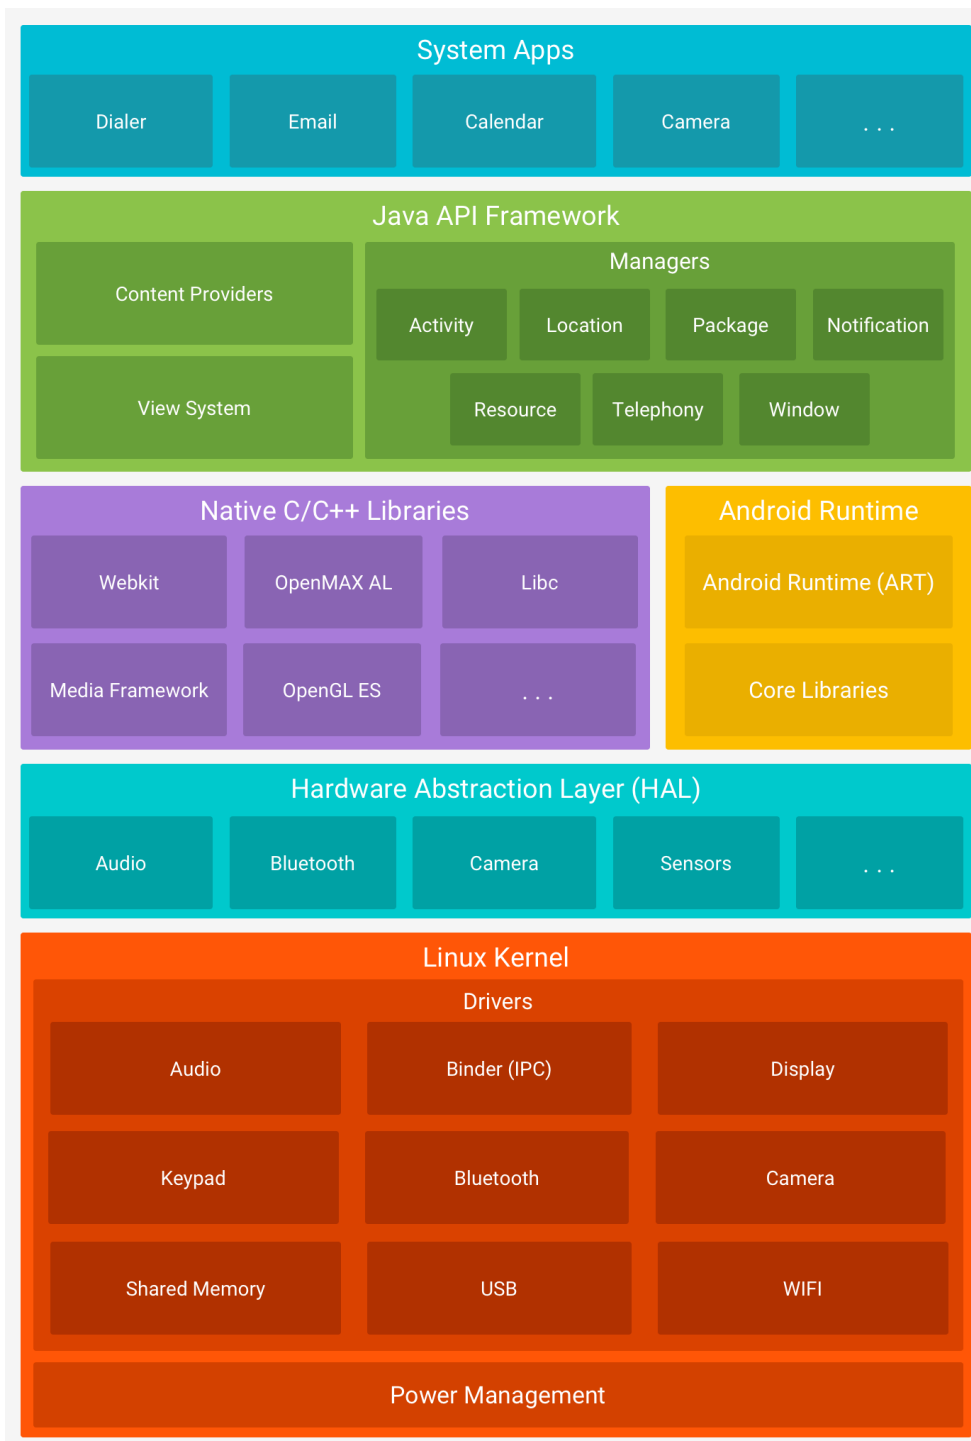 System Apps
Dialer
Email
Calendar
Camera
. . .
Java API Framework
Content Providers
View System
Managers
Activity
Location
Package
Notification
Resource
Telephony
Window
Native C/C++ Libraries
Webkit
OpenMAX AL
Libc
Media Framework
OpenGL ES
. . .
Android Runtime
Android Runtime (ART)
Core Libraries
Hardware Abstraction Layer (HAL)
Audio
Bluetooth
Camera
Sensors
. . .
Linux Kernel
Drivers
Audio
Binder (IPC)
Display
Keypad
Bluetooth
Camera
Shared Memory
USB
WIFI
Power Management